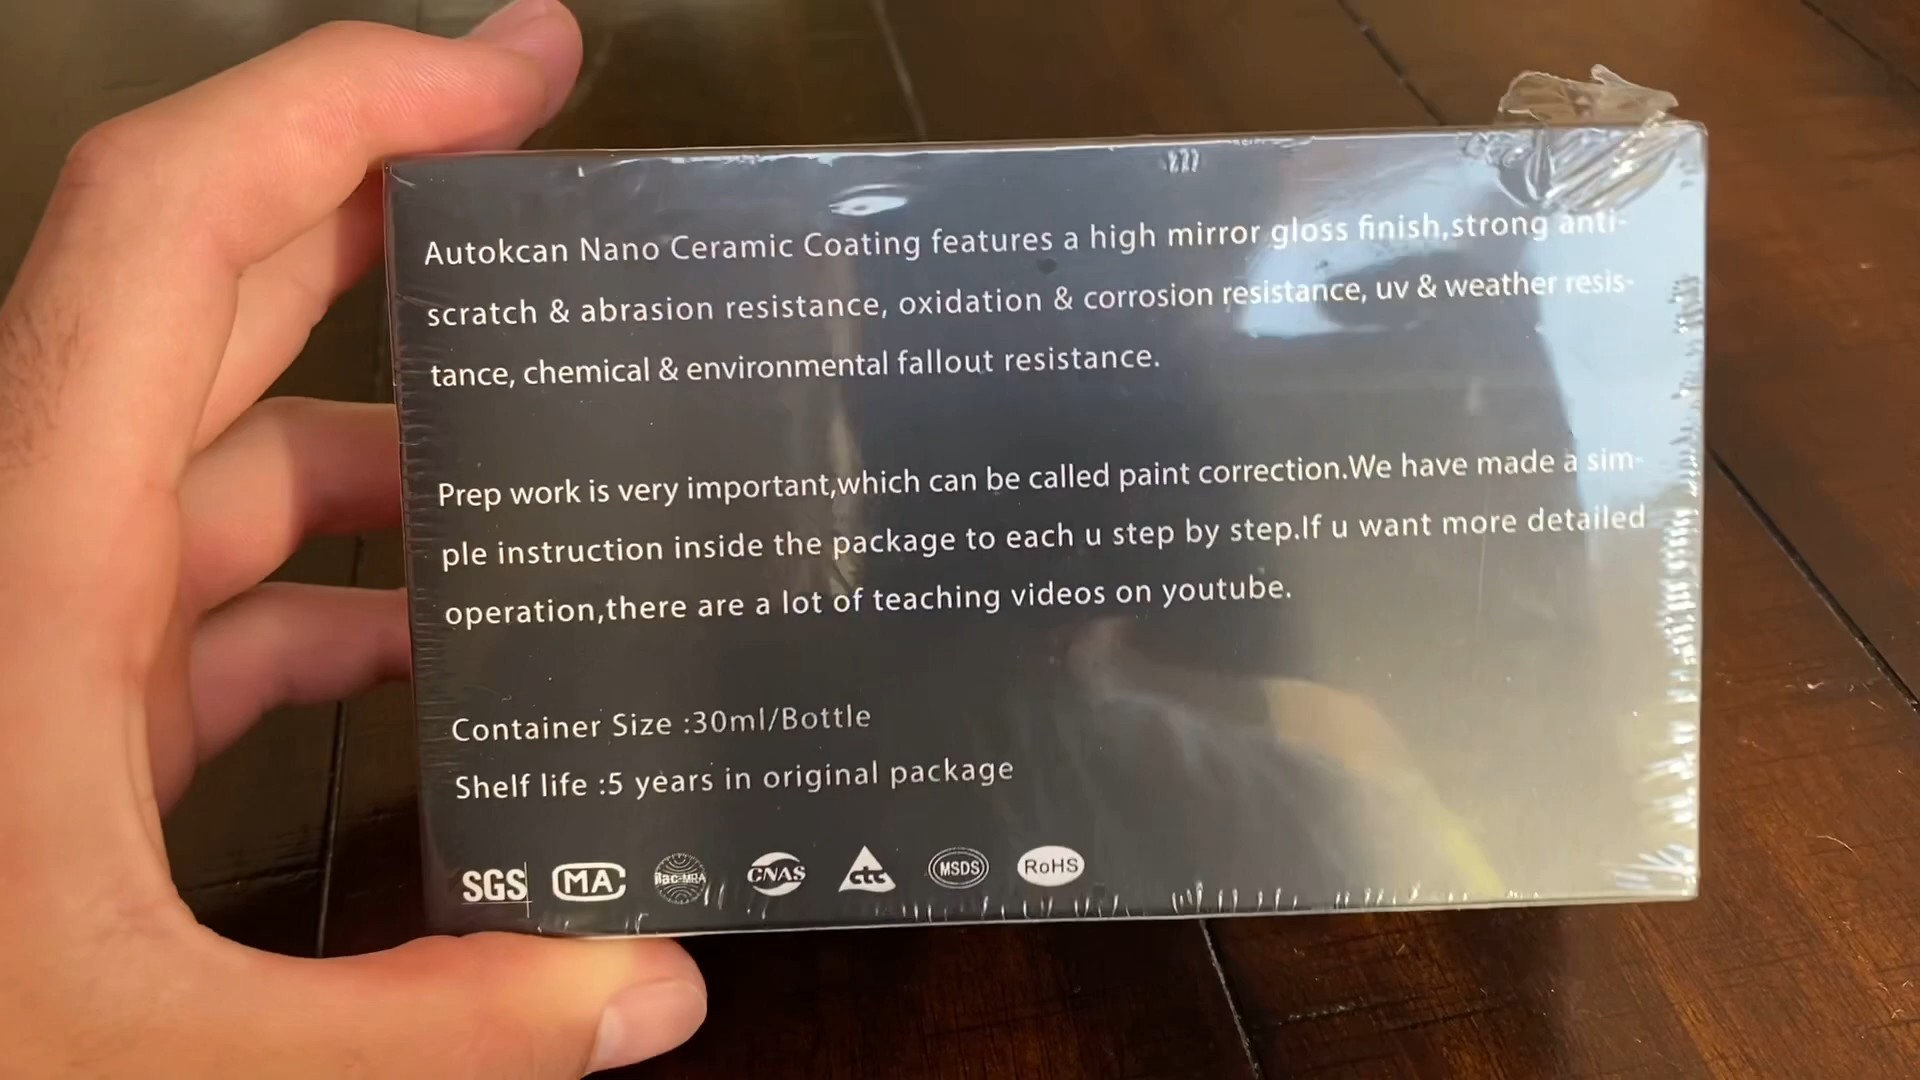 Autokcan Nano Ceramic Coating features a high mirror gloss finish,strong anti-
scratch & abrasion resistance, oxidation & corrosion resistance, uv & weather resis-
tance, chemical & environmental fallout resistance.
Prep work is very important,which can be called paint correction.We have made a sim-
ple instruction inside the package to each u step by step.If u want more detailed
operation,there are a lot of teaching videos on youtube.
Container Size :30ml/Bottle
Shelf life :5 years in original package
SGS MA ilac-MRA CNAS ctc MSDS RoHS